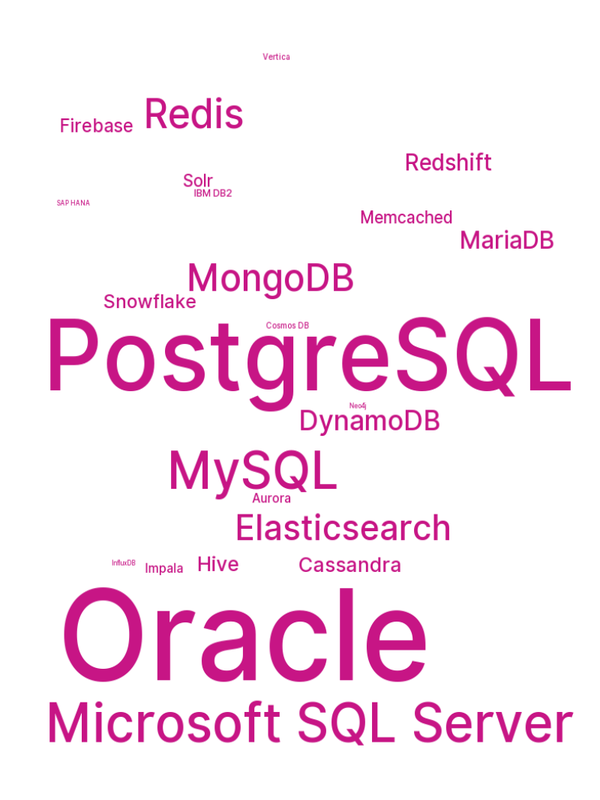 Vertica
Redis
Firebase
Redshift
Solr
IBM DB2
SAP HANA
Memcached
MariaDB
MongoDB
Snowflake
Cosmos DB
PostgreSQL
Neo4j
DynamoDB
MySQL
Aurora
Elasticsearch
InfluxDB
Impala
Hive
Cassandra
Oracle
Microsoft SQL Server